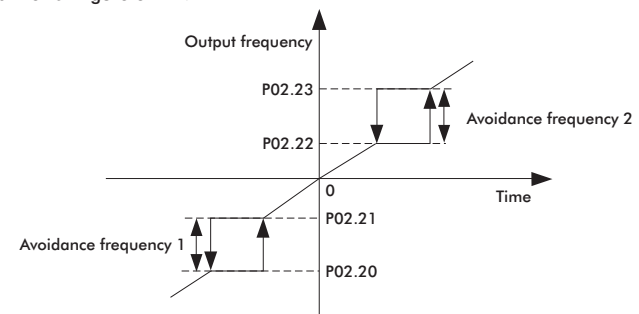 Output frequency
P02.23
Avoidance frequency 2
P02.22
0
Time
P02.21
Avoidance frequency 1
P02.20